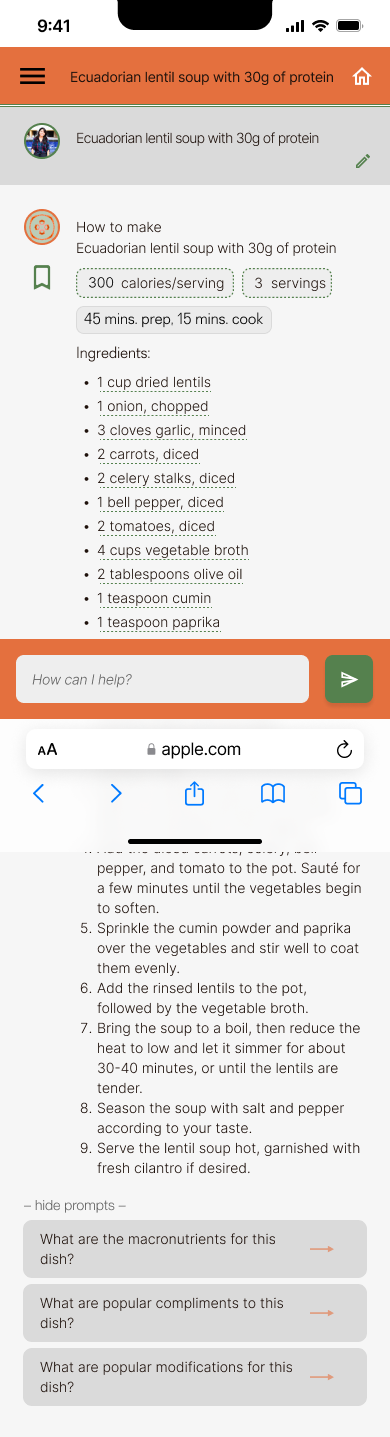 9:41
Ecuadorian lentil soup with 30g of protein
Ecuadorian lentil soup with 30g of protein
How to make
Ecuadorian lentil soup with 30g of protein
300 calories/serving
3 servings
45 mins. prep, 15 mins. cook
Ingredients:
• 1 cup dried lentils
• 1 onion, chopped
• 3 cloves garlic, minced
• 2 carrots, diced
• 2 celery stalks, diced
• 1 bell pepper, diced
• 2 tomatoes, diced
• 4 cups vegetable broth
• 2 tablespoons olive oil
• 1 teaspoon cumin
• 1 teaspoon paprika
How can I help?
AA apple.com
pepper, and tomato to the pot. Sauté for
a few minutes until the vegetables begin
to soften.
5. Sprinkle the cumin powder and paprika
over the vegetables and stir well to coat
them evenly.
6. Add the rinsed lentils to the pot,
followed by the vegetable broth.
7. Bring the soup to a boil, then reduce the
heat to low and let it simmer for about
30-40 minutes, or until the lentils are
tender.
8. Season the soup with salt and pepper
according to your taste.
9. Serve the lentil soup hot, garnished with
fresh cilantro if desired.
– hide prompts –
What are the macronutrients for this
dish?
What are popular compliments to this
dish?
What are popular modifications for this
dish?